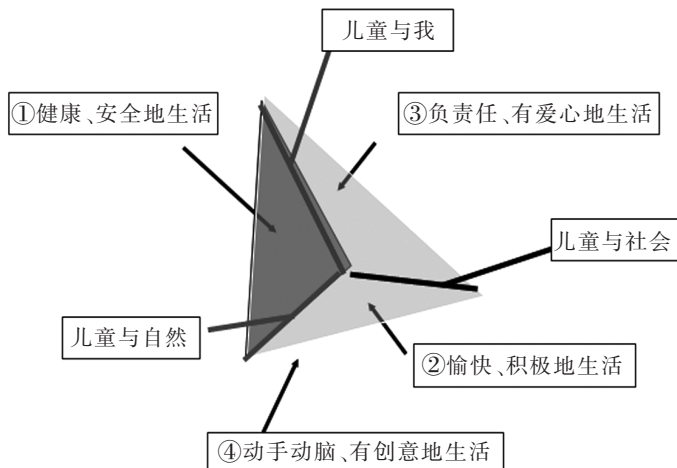 儿童与我
①健康、安全地生活
③负责任、有爱心地生活
儿童与社会
儿童与自然
②愉快、积极地生活
④动手动脑、有创意地生活